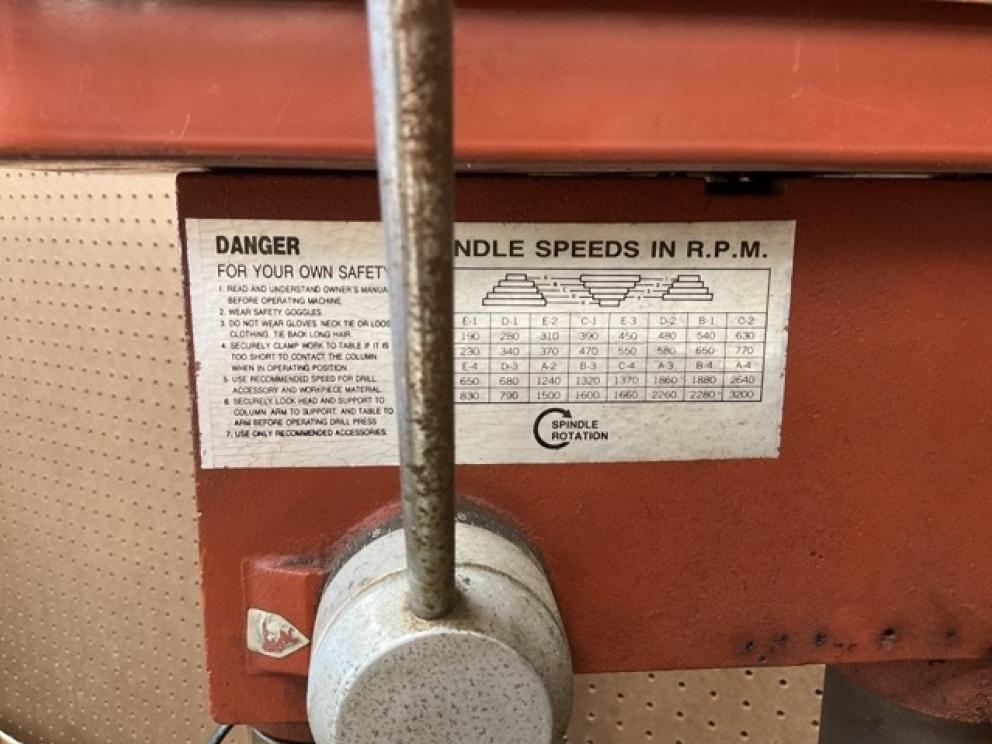 DANGER
FOR YOUR OWN SAFETY
1. READ AND UNDERSTAND OWNER'S MANUA
BEFORE OPERATING MACHINE.
2. WEAR SAFETY GOGGLES.
3. DO NOT WEAR GLOVES, NECK TIE OR LOOS
CLOTHING. TIE BACK LONG HAIR.
4. SECURELY CLAMP WORK TO TABLE IF IT IS
TOO SHORT TO CONTACT THE COLUMN
WHEN IN OPERATING PANEL
5. USE RECOMMENDED SPEED FOR DRILL
ACCESSORY AND WORKPIECE MATERIAL.
6. SECURELY LOCK HEAD AND SUPPORT TO
COLUMN, ARM TO SUPPORT, AND TABLE TO
ARM BEFORE OPERATING DRILL PRESS
7. USE ONLY RECOMMENDED ACCESSORIES.
NDLE SPEEDS IN R.P.M.
E-1 D-1 E-2 C-1 E-3 D-2 B-1 C-2
190 280 310 390 450 480 540 630
230 340 370 470 550 580 650 770
E-4 D-3 A-2 B-3 C-4 A-3 B-4 A-4
650 680 1240 1320 1370 1860 1880 2640
830 790 1500 1600 1660 2260 2280 3200
SPINDLE
ROTATION